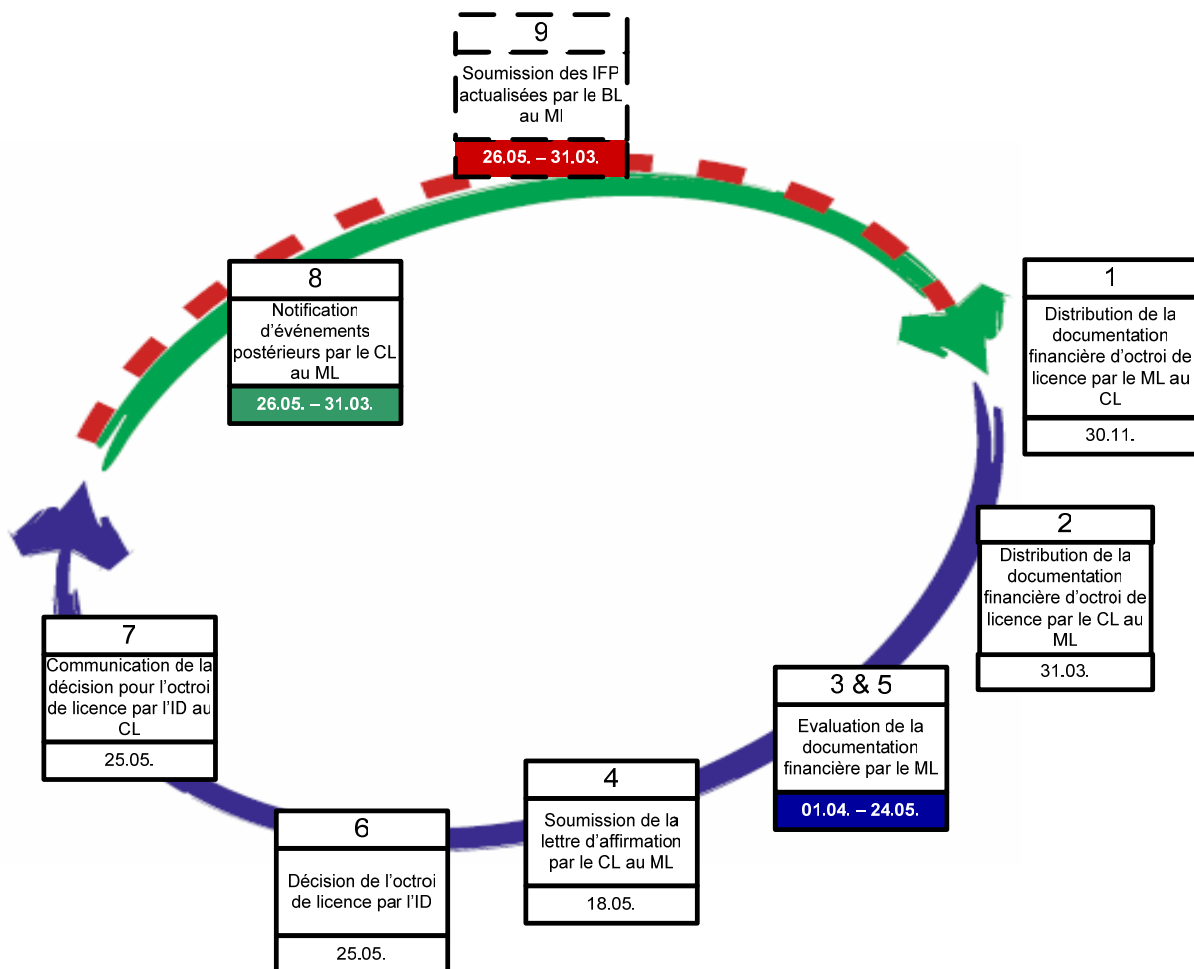 9
Soumission des IFP
actualisées par le BL
au Ml
26.05. – 31.03.
8
Notification
d'événements
postérieurs par le CL
au ML
26.05. – 31.03.
1
Distribution de la
documentation
financière d'octroi de
licence par le ML au
CL
30.11.
2
Distribution de la
documentation
financière d'octroi de
licence par le CL au
ML
31.03.
3 & 5
Evaluation de la
documentation
financière par le ML
01.04. – 24.05.
4
Soumission de la
lettre d'affirmation
par le CL au ML
18.05.
6
Décision de l'octroi
de licence par l'ID
25.05.
7
Communication de la
décision pour l'octroi
de licence par l'ID au
CL
25.05.